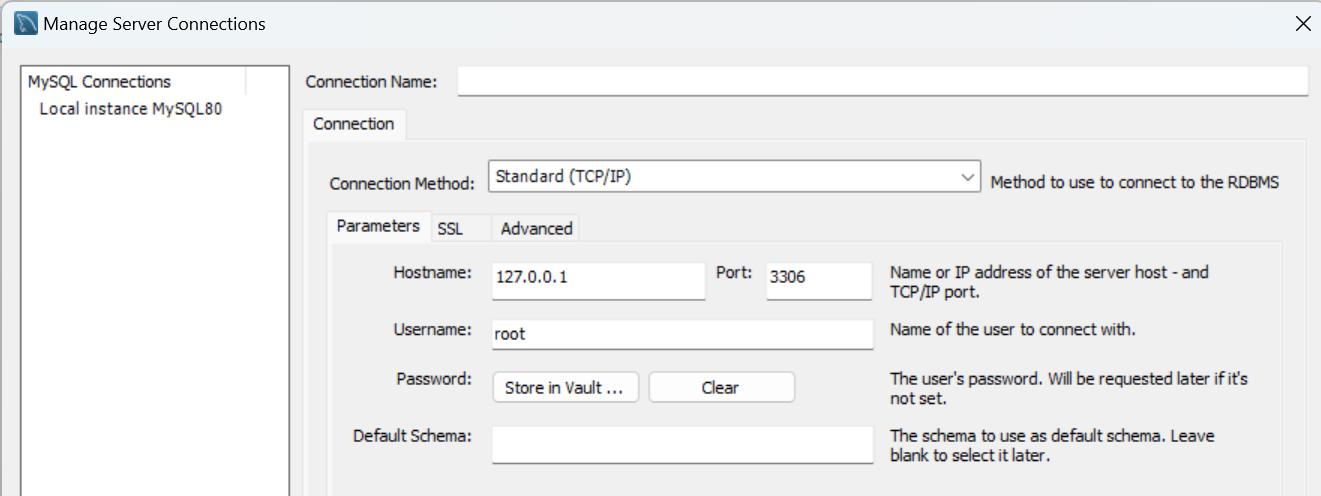 Manage Server Connections
MySQL Connections
Local instance MySQL80
Connection Name:
Connection
Connection Method: Standard (TCP/IP) Method to use to connect to the RDBMS
Parameters SSL Advanced
Hostname: 127.0.0.1 Port: 3306 Name or IP address of the server host - and
TCP/IP port.
Username: root Name of the user to connect with.
Password: Store in Vault ... Clear The user's password. Will be requested later if it's
not set.
Default Schema: The schema to use as default schema. Leave
blank to select it later.